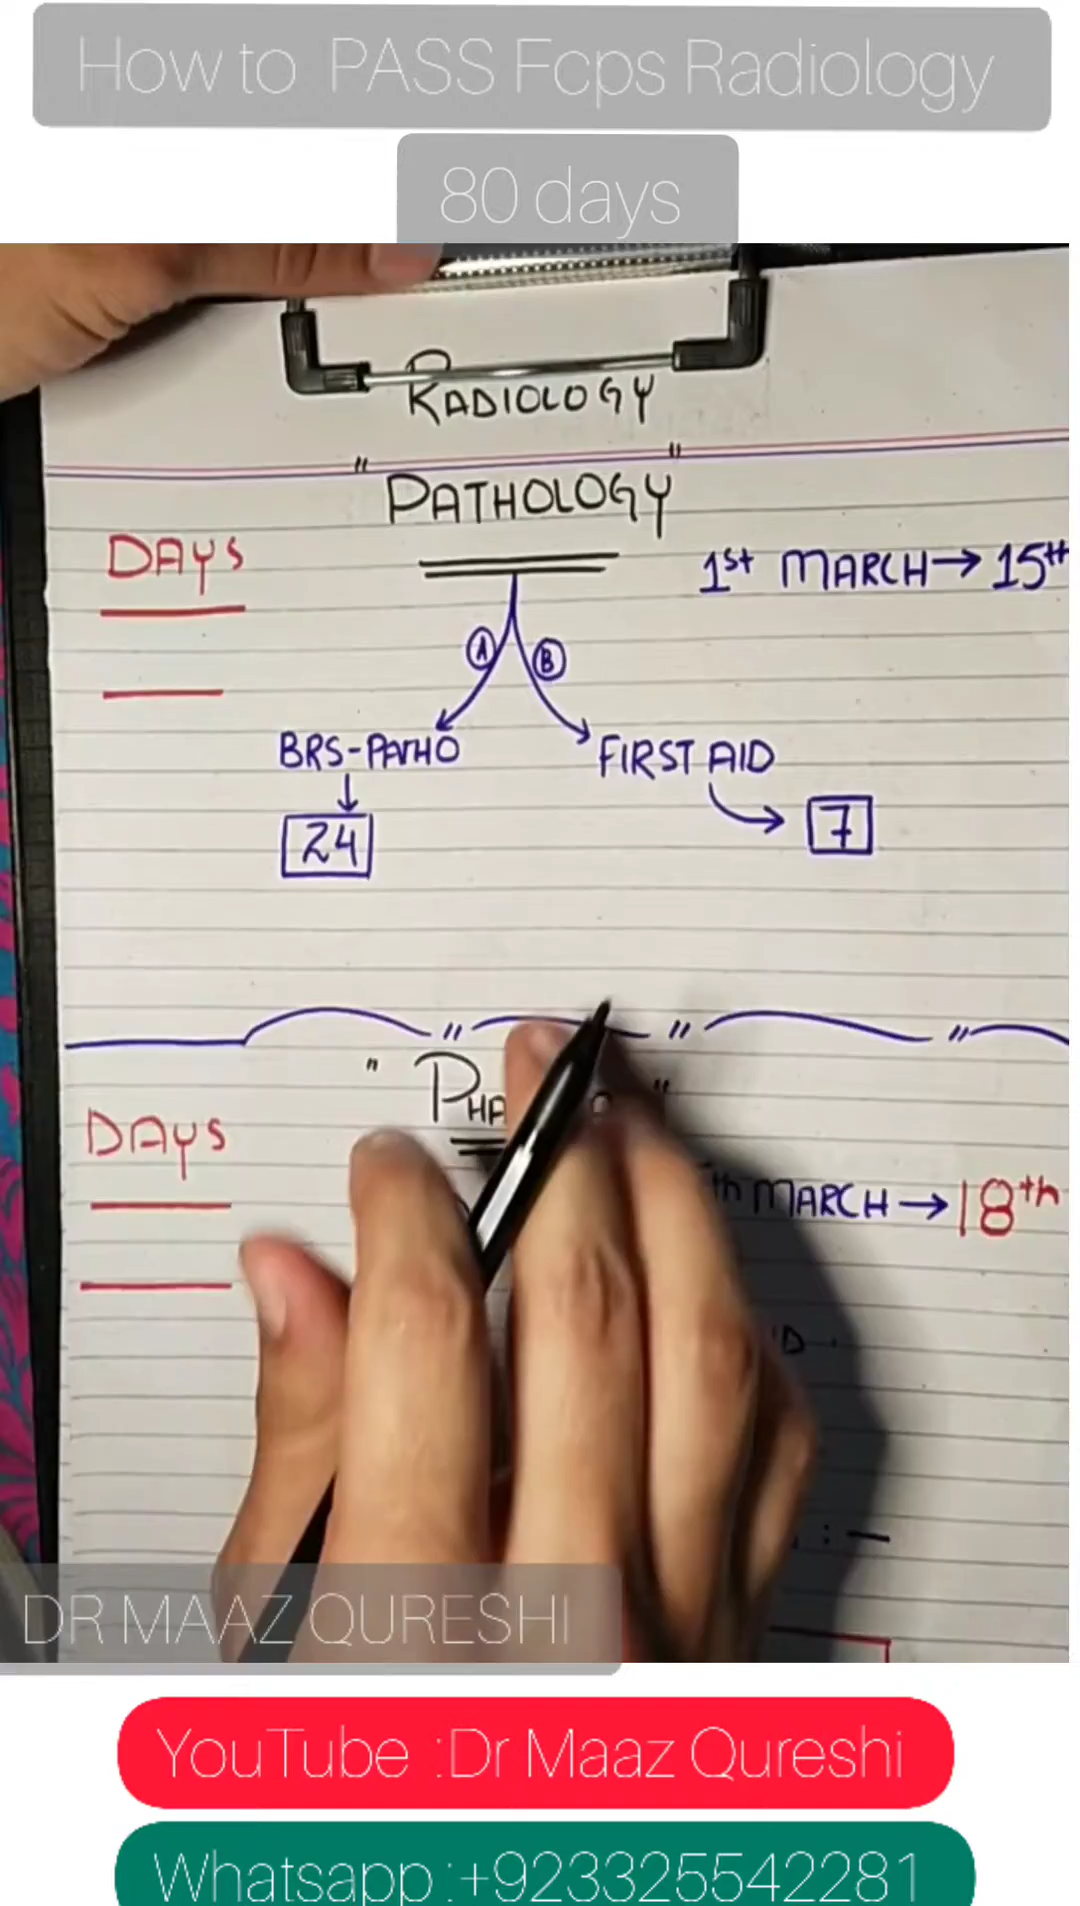 How to PASS Fcps Radiology
80 days
RADIOLOGY
"PATHOLOGY"
DAYS
1st MARCH → 15th
A B
BRS-PATHO
FIRST AID
24
7
DAYS
MARCH → 18th
DR MAAZ QURESHI
YouTube :Dr Maaz Qureshi
Whatsapp :+923325542281